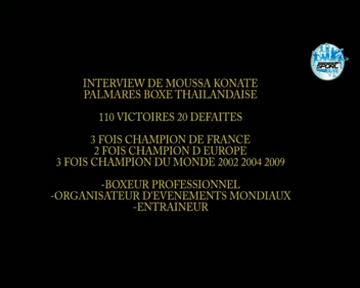 INTERVIEW DE MOUSSA KONATE
PALMARES BOXE THAILANDAISE
110 VICTOIRES 20 DEFAITES
3 FOIS CHAMPION DE FRANCE
2 FOIS CHAMPION D EUROPE
3 FOIS CHAMPION DU MONDE 2002 2004 2009
-BOXEUR PROFESSIONNEL
-ORGANISATEUR D'EVENEMENTS MONDIAUX
-ENTRAINEUR
SPORT